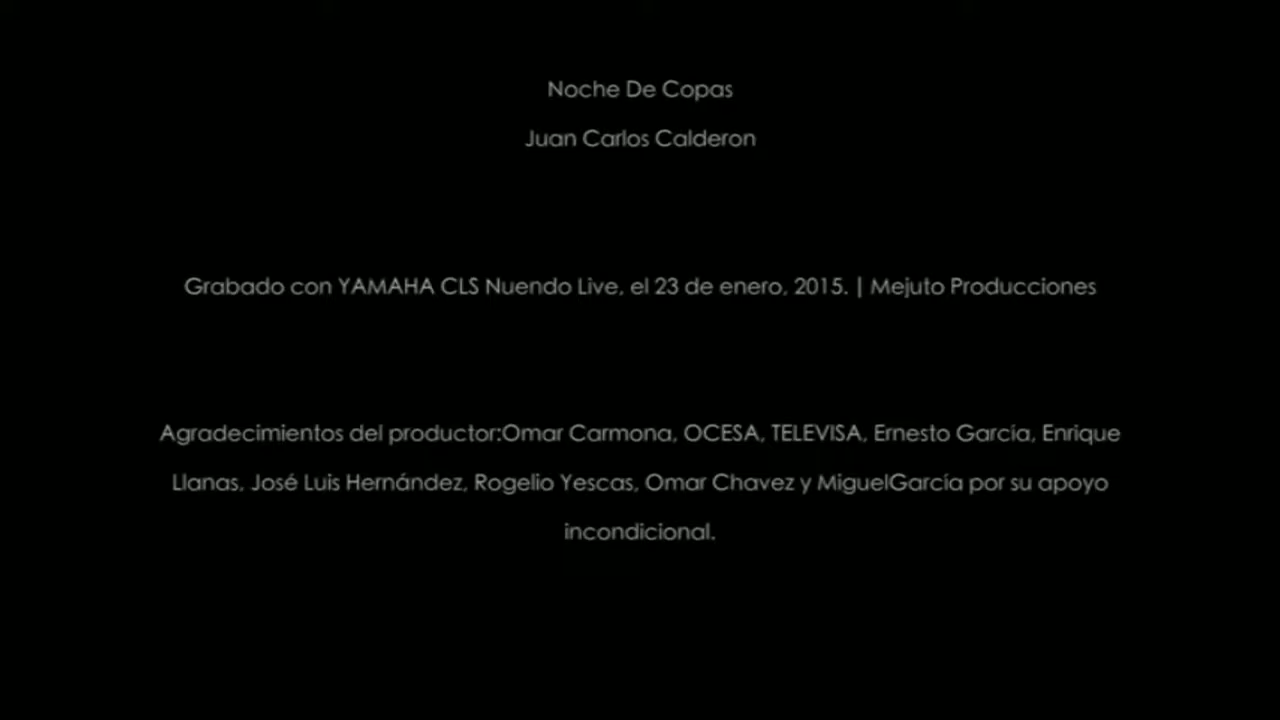 Noche De Copas
Juan Carlos Calderon
Grabado con YAMAHA CLS Nuendo Live, el 23 de enero, 2015. | Mejuto Producciones
Agradecimientos del productor:Omar Carmona, OCESA, TELEVISA, Ernesto García, Enrique
Llanas, José Luis Hernández, Rogelio Yescas, Omar Chavez y MiguelGarcía por su apoyo
incondicional.